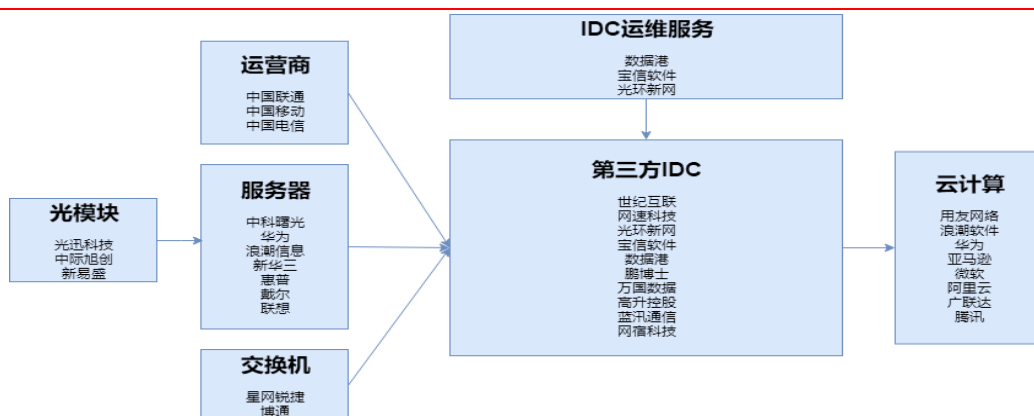 IDC运维服务
数据港
宝信软件
光环新网
运营商
中国联通
中国移动
中国电信
第三方IDC
世纪互联
网速科技
光环新网
宝信软件
数据港
鹏博士
万国数据
高升控股
蓝汛通信
网宿科技
服务器
中科曙光
华为
浪潮信息
新华三
惠普
戴尔
联想
云计算
用友网络
浪潮软件
华为
亚马逊
微软
阿里云
广联达
腾讯
光模块
光迅科技
中际旭创
新易盛
交换机
星网锐捷
博通